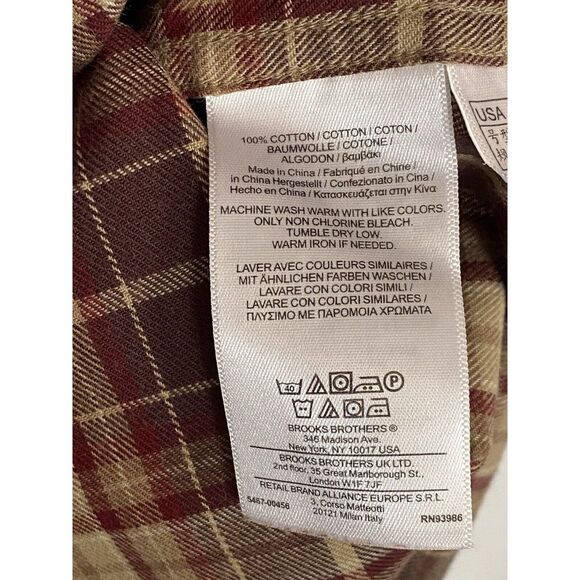 100% COTTON / COTTON / COTON /
BAUMWOLLE / COTONE /
ALGODON / βαμβάκι
Made in China / Fabriqué en Chine /
in China Hergestellt / Confezionato in Cina /
Hecho en China / Κατασκευάζεται στην Κίνα
MACHINE WASH WARM WITH LIKE COLORS.
ONLY NON CHLORINE BLEACH.
TUMBLE DRY LOW.
WARM IRON IF NEEDED.
LAVER AVEC COULEURS SIMILAIRES /
MIT ÄHNLICHEN FARBEN WASCHEN /
LAVARE CON COLORI SIMILI /
LAVARE CON COLORI SIMILARES /
ΠΛΥΣΙΜΟ ΜΕ ΠΑΡΟΜΟΙΑ ΧΡΩΜΑΤΑ
40 P
BROOKS BROTHERS ®
346 Madison Ave.
New York, NY 10017 USA
BROOKS BROTHERS UK LTD.
2nd floor, 35 Great Marlborough St.,
London W1F 7JF
RETAIL BRAND ALLIANCE EUROPE S.R.L.
3, Corso Matteotti
20121 Milan Italy
5467-00456
RN93986
USA
号